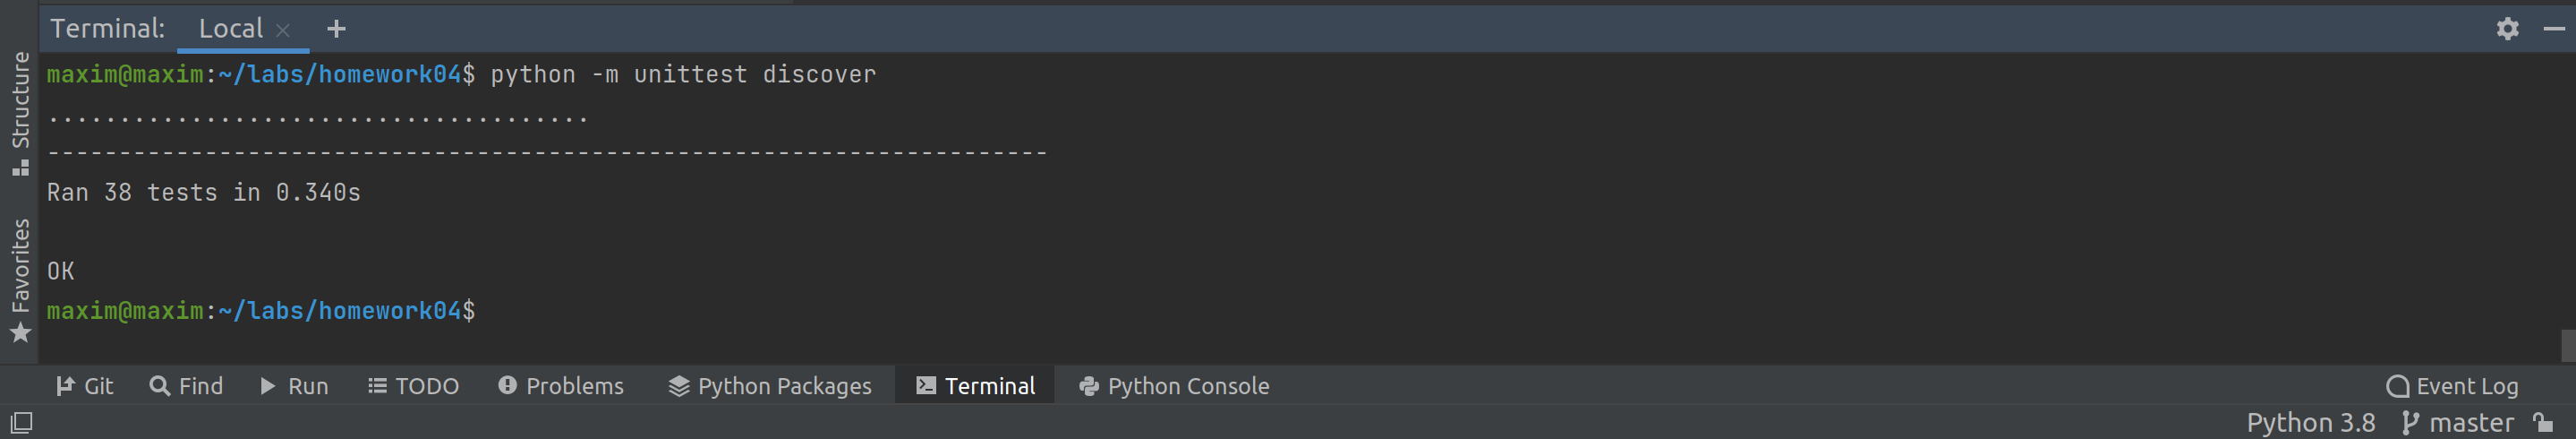 Terminal: Local × +
maxim@maxim:~/labs/homework04$ python -m unittest discover
......................................
----------------------------------------------------------------------
Ran 38 tests in 0.340s
OK
maxim@maxim:~/labs/homework04$
Structure
Favorites
Git Find Run TODO Problems Python Packages Terminal Python Console Event Log
Python 3.8 master